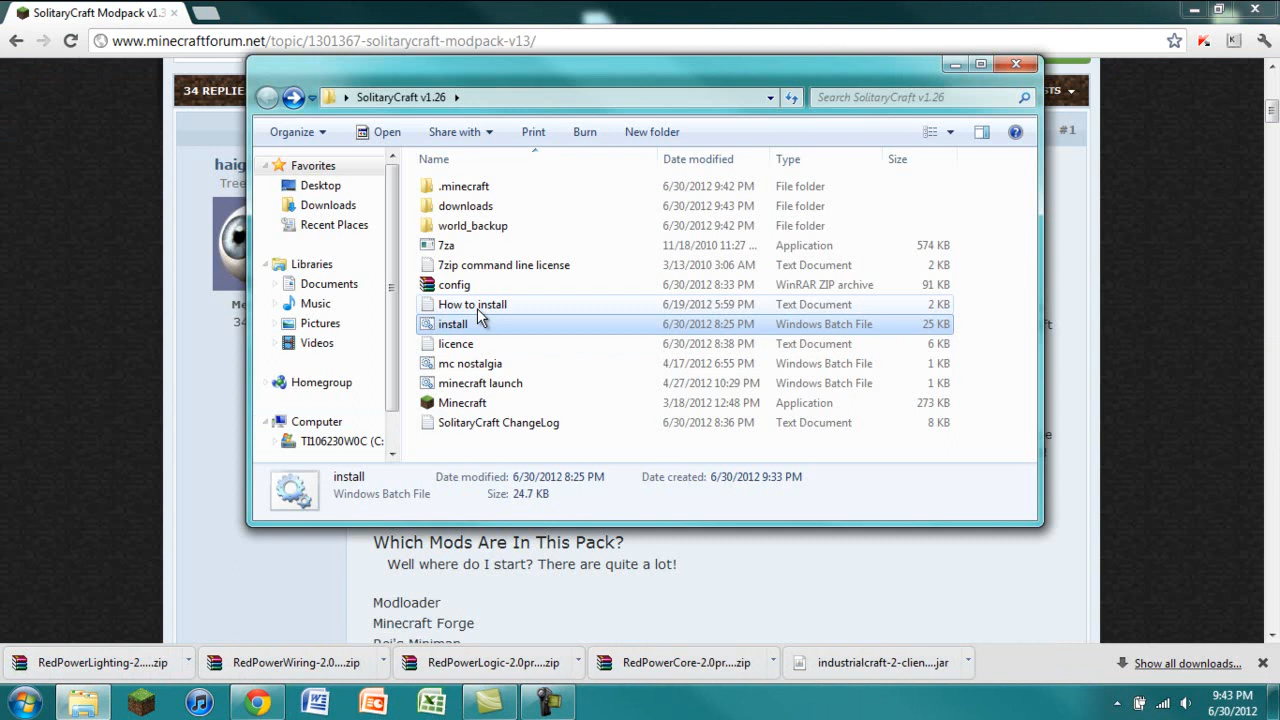 SolitaryCraft Modpack v1.3
www.minecraftforum.net/topic/1301367-solitarycraft-modpack-v13/
34 REPLIE
STS
haig
#1
Tree
Me
34
SolitaryCraft v1.26
Search SolitaryCraft v1.26
Organize Open Share with Print Burn New folder
Favorites
Desktop
Downloads
Recent Places
Libraries
Documents
Music
Pictures
Videos
Homegroup
Computer
TI106230W0C (C:
Name Date modified Type Size
.minecraft 6/30/2012 9:42 PM File folder
downloads 6/30/2012 9:43 PM File folder
world_backup 6/30/2012 9:42 PM File folder
7za 11/18/2010 11:27 ... Application 574 KB
7zip command line license 3/13/2010 3:06 AM Text Document 2 KB
config 6/30/2012 8:33 PM WinRAR ZIP archive 91 KB
How to install 6/19/2012 5:59 PM Text Document 2 KB
install 6/30/2012 8:25 PM Windows Batch File 25 KB
licence 6/30/2012 8:38 PM Text Document 6 KB
mc nostalgia 4/17/2012 6:55 PM Windows Batch File 1 KB
minecraft launch 4/27/2012 10:29 PM Windows Batch File 1 KB
Minecraft 3/18/2012 12:48 PM Application 273 KB
SolitaryCraft ChangeLog 6/30/2012 8:36 PM Text Document 8 KB
install Date modified: 6/30/2012 8:25 PM Date created: 6/30/2012 9:33 PM
Windows Batch File Size: 24.7 KB
Which Mods Are In This Pack?
Well where do I start? There are quite a lot!
Modloader
Minecraft Forge
Rei's Minimap
RedPowerLighting-2.....zip RedPowerWiring-2.0....zip RedPowerLogic-2.0pr....zip RedPowerCore-2.0pr....zip industrialcraft-2-clien....jar Show all downloads...
9:43 PM
6/30/2012